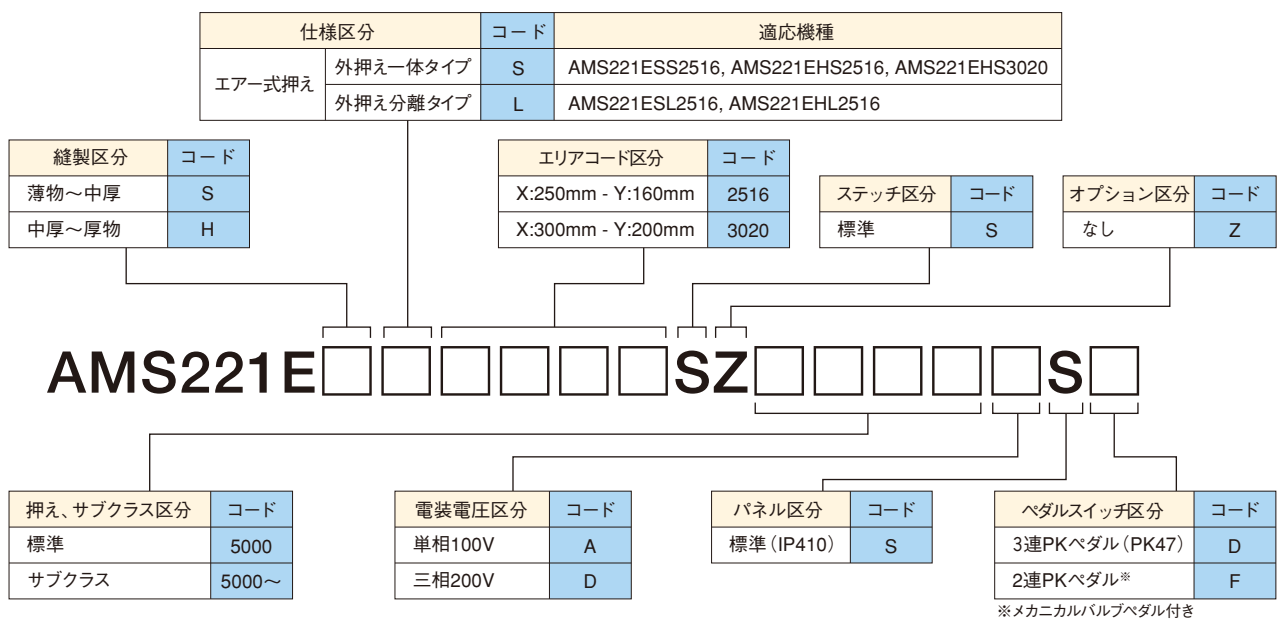 仕様区分 コード 適応機種
エアー式押え 外押え一体タイプ S AMS221ESS2516, AMS221EHS2516, AMS221EHS3020
外押え分離タイプ L AMS221ESL2516, AMS221EHL2516
縫製区分 コード
薄物～中厚 S
中厚～厚物 H
エリアコード区分 コード
X:250mm - Y:160mm 2516
X:300mm - Y:200mm 3020
ステッチ区分 コード
標準 S
オプション区分 コード
なし Z
AMS221E□□□□□□SZ□□□□□S□
押え、サブクラス区分 コード
標準 5000
サブクラス 5000～
電装電圧区分 コード
単相100V A
三相200V D
パネル区分 コード
標準（IP410） S
ペダルスイッチ区分 コード
3連PKペダル（PK47） D
2連PKペダル※ F
※メカニカルバルブペダル付き